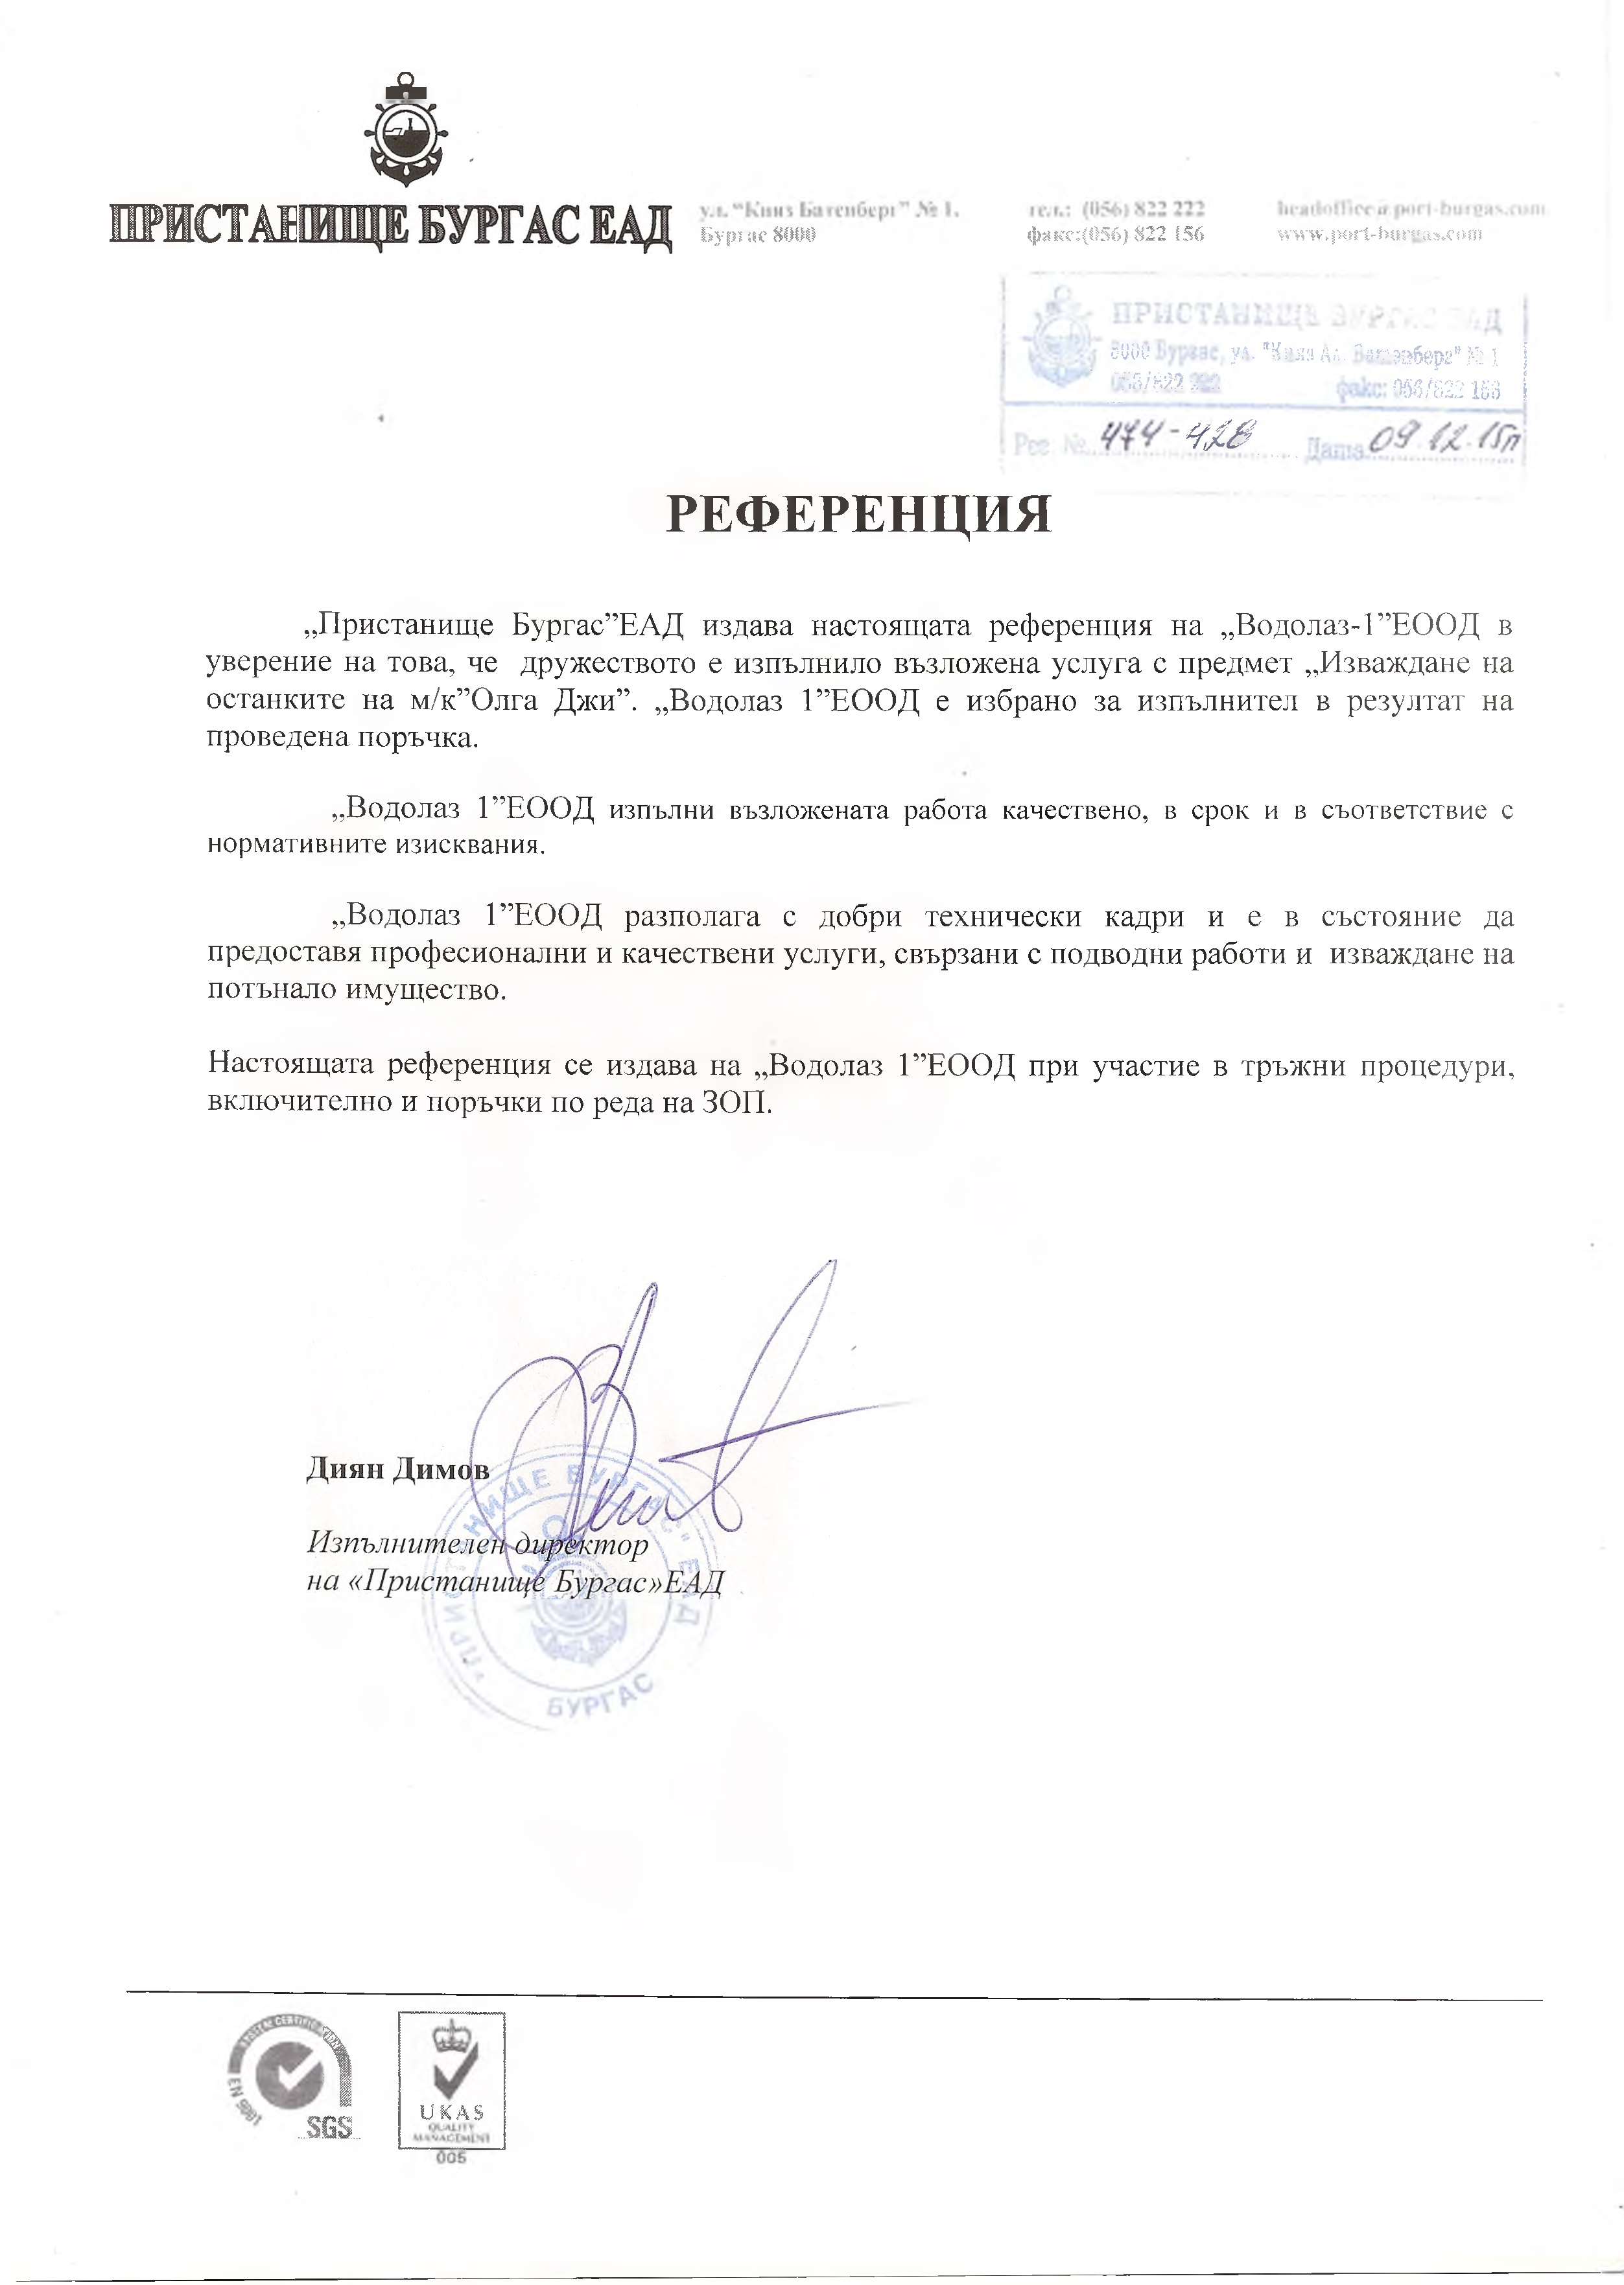 ПРИСТАНИЩЕ БУРГАС ЕАД
ул. "Княз Батенберг" № 1.
Бургас 8000
тел.: (056) 822 222
факс:(056) 822 156
headoffice@port-burgas.com
www.port-burgas.com
ПРИСТАНИЩЕ БУРГАС ЕАД
8000 Бургас, ул. "Княз Ал. Батенберг" № 1
056/822 222 факс: 056/822 156
Рег. № 474-428 Дата 09.12.15г
РЕФЕРЕНЦИЯ
„Пристанище Бургас”ЕАД издава настоящата референция на „Водолаз-1”ЕООД в
уверение на това, че дружеството е изпълнило възложена услуга с предмет „Изваждане на
останките на м/к”Олга Джи”. „Водолаз 1”ЕООД е избрано за изпълнител в резултат на
проведена поръчка.
„Водолаз 1”ЕООД изпълни възложената работа качествено, в срок и в съответствие с
нормативните изисквания.
„Водолаз 1”ЕООД разполага с добри технически кадри и е в състояние да
предоставя професионални и качествени услуги, свързани с подводни работи и изваждане на
потънало имущество.
Настоящата референция се издава на „Водолаз 1”ЕООД при участие в тръжни процедури,
включително и поръчки по реда на ЗОП.
Диян Димов
Изпълнителен директор
на «Пристанище Бургас»ЕАД
"ПРИСТАНИЩЕ БУРГАС" ЕАД
БУРГАС
SYSTEM CERTIFICATION
EN 9001
SGS
UKAS
QUALITY
MANAGEMENT
005